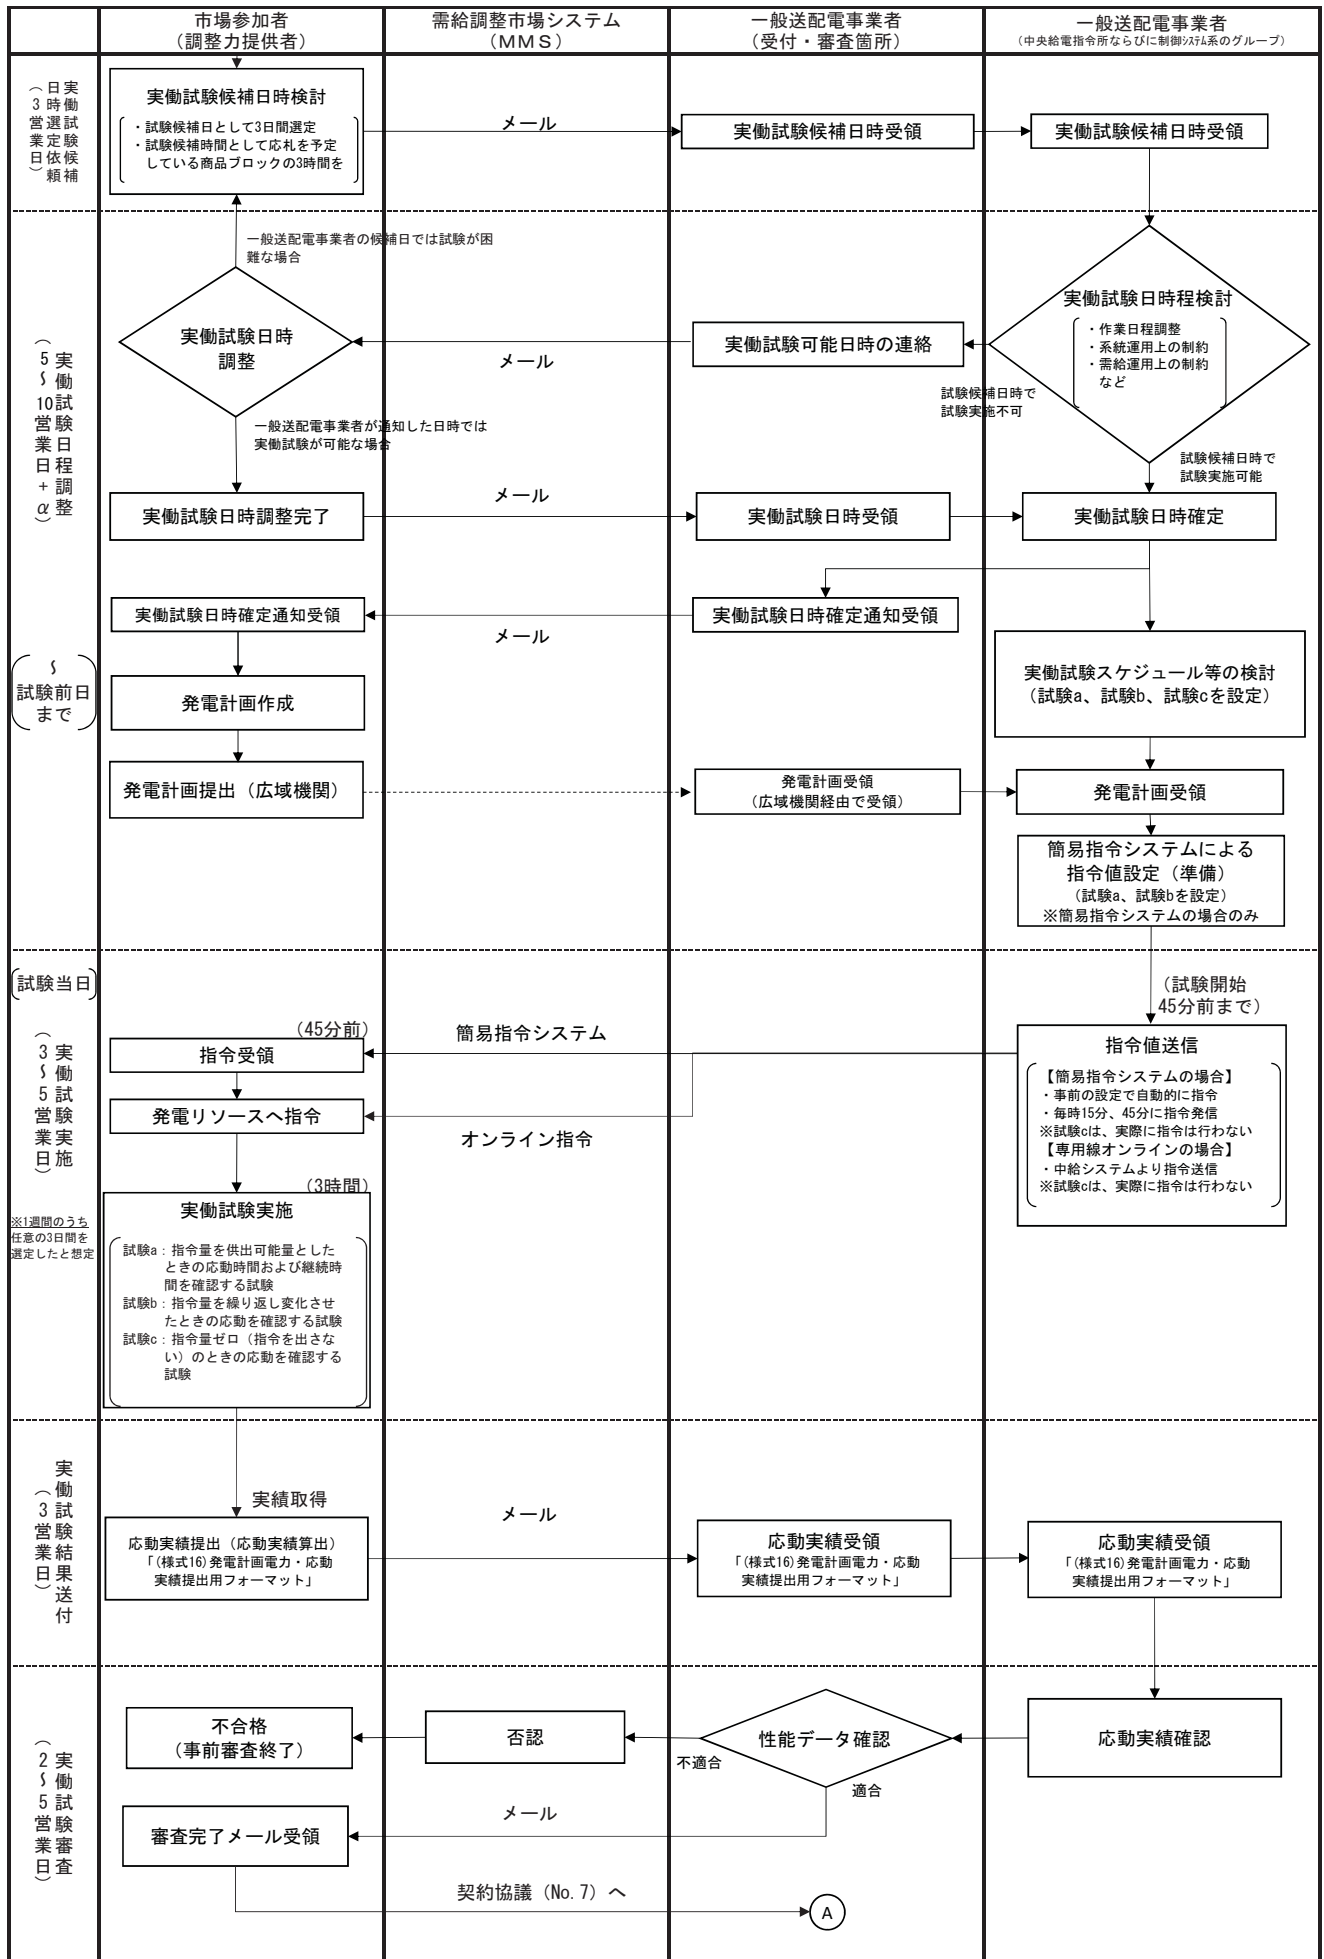 市場参加者
（調整力提供者）
需給調整市場システム
（ＭＭＳ）
一般送配電事業者
（受付・審査箇所）
一般送配電事業者
（中央給電指令所ならびに制御ｼｽﾃﾑ系のグループ）
実働試験候補
日時選定依頼
（３営業日）
実働試験候補日時検討
・試験候補日として3日間選定
・試験候補時間として応札を予定
している商品ブロックの3時間を
メール
実働試験候補日時受領
実働試験候補日時受領
実働試験日程調整
（５～10営業日+α）
一般送配電事業者の候補日では試験が困
難な場合
実働試験日時
調整
メール
実働試験可能日時の連絡
実働試験日時程検討
・作業日程調整
・系統運用上の制約
・需給運用上の制約
など
試験候補日時で
試験実施不可
一般送配電事業者が通知した日時では
実働試験が可能な場合
試験候補日時で
試験実施可能
実働試験日時調整完了
メール
実働試験日時受領
実働試験日時確定
実働試験日時確定通知受領
メール
実働試験日時確定通知受領
～
試験前日
まで
発電計画作成
実働試験スケジュール等の検討
（試験a、試験b、試験cを設定）
発電計画提出（広域機関）
発電計画受領
（広域機関経由で受領）
発電計画受領
簡易指令システムによる
指令値設定（準備）
（試験a、試験bを設定）
※簡易指令システムの場合のみ
試験当日
（試験開始
45分前まで）
実働試験実施
（３～５営業日）
※1週間のうち
任意の3日間を
選定したと想定
（45分前）
指令受領
簡易指令システム
発電リソースへ指令
オンライン指令
指令値送信
【簡易指令システムの場合】
・事前の設定で自動的に指令
・毎時15分、45分に指令発信
※試験cは、実際に指令は行わない
【専用線オンラインの場合】
・中給システムより指令送信
※試験cは、実際に指令は行わない
（3時間）
実働試験実施
試験a：指令量を供出可能量とした
ときの応動時間および継続時
間を確認する試験
試験b：指令量を繰り返し変化させ
たときの応動を確認する試験
試験c：指令量ゼロ（指令を出さな
い）のときの応動を確認する
試験
実働試験結果送付
（３営業日）
実績取得
応動実績提出（応動実績算出）
「(様式16)発電計画電力・応動
実績提出用フォーマット」
メール
応動実績受領
「(様式16)発電計画電力・応動
実績提出用フォーマット」
応動実績受領
「(様式16)発電計画電力・応動
実績提出用フォーマット」
実働試験審査
（２～５営業日）
不合格
（事前審査終了）
否認
不適合
性能データ確認
適合
応動実績確認
審査完了メール受領
メール
契約協議（No.7）へ
A